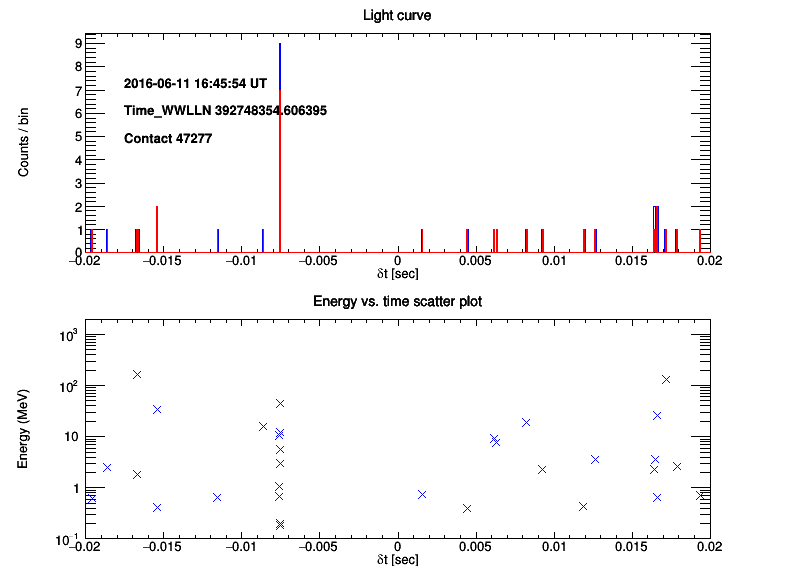 Light curve
Counts / bin
9
8
7
6
5
4
3
2
1
0
2016-06-11 16:45:54 UT
Time_WWLLN 392748354.606395
Contact 47277
−0.02 −0.015 −0.01 −0.005 0 0.005 0.01 0.015 0.02
δt [sec]
Energy vs. time scatter plot
Energy (MeV)
10³
10²
10
1
10⁻¹
−0.02 −0.015 −0.01 −0.005 0 0.005 0.01 0.015 0.02
δt [sec]